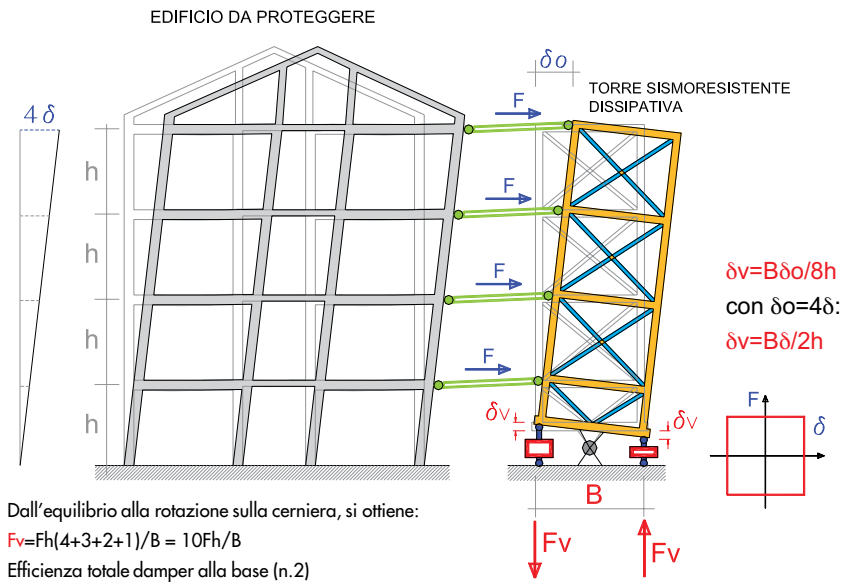 EDIFICIO DA PROTEGGERE
δo
TORRE SISMORESISTENTE
DISSIPATIVA
F
4δ
h
F
h
F
δv=Bδo/8h
con δo=4δ:
δv=Bδ/2h
h
F
h
δv
δv
F
δ
B
Fv
Fv
Dall'equilibrio alla rotazione sulla cerniera, si ottiene:
Fv=Fh(4+3+2+1)/B = 10Fh/B
Efficienza totale damper alla base (n.2)